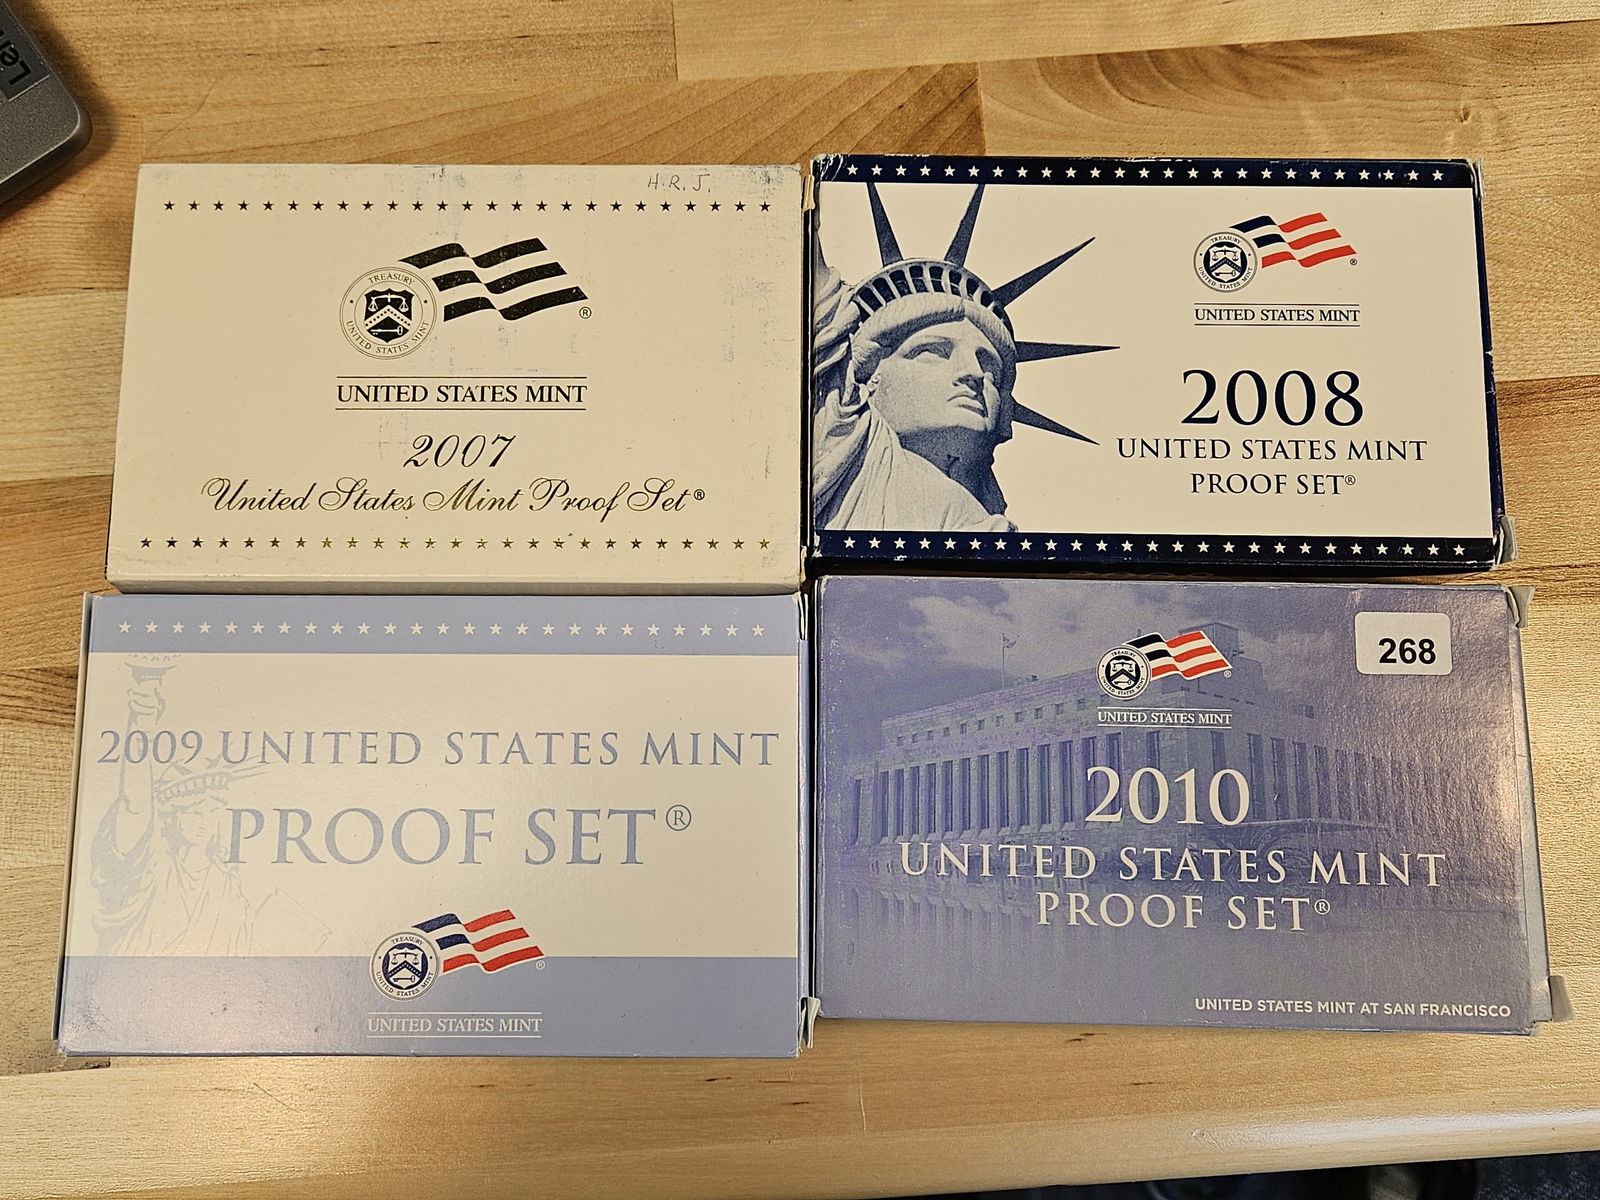 Len
H.R.J.
TREASURY
UNITED STATES MINT
®
UNITED STATES MINT
2007
United States Mint Proof Set®
TREASURY
UNITED STATES MINT
®
UNITED STATES MINT
2008
UNITED STATES MINT
PROOF SET®
2009 UNITED STATES MINT
PROOF SET®
TREASURY
UNITED STATES MINT
®
UNITED STATES MINT
268
TREASURY
UNITED STATES MINT
®
UNITED STATES MINT
2010
UNITED STATES MINT
PROOF SET®
UNITED STATES MINT AT SAN FRANCISCO